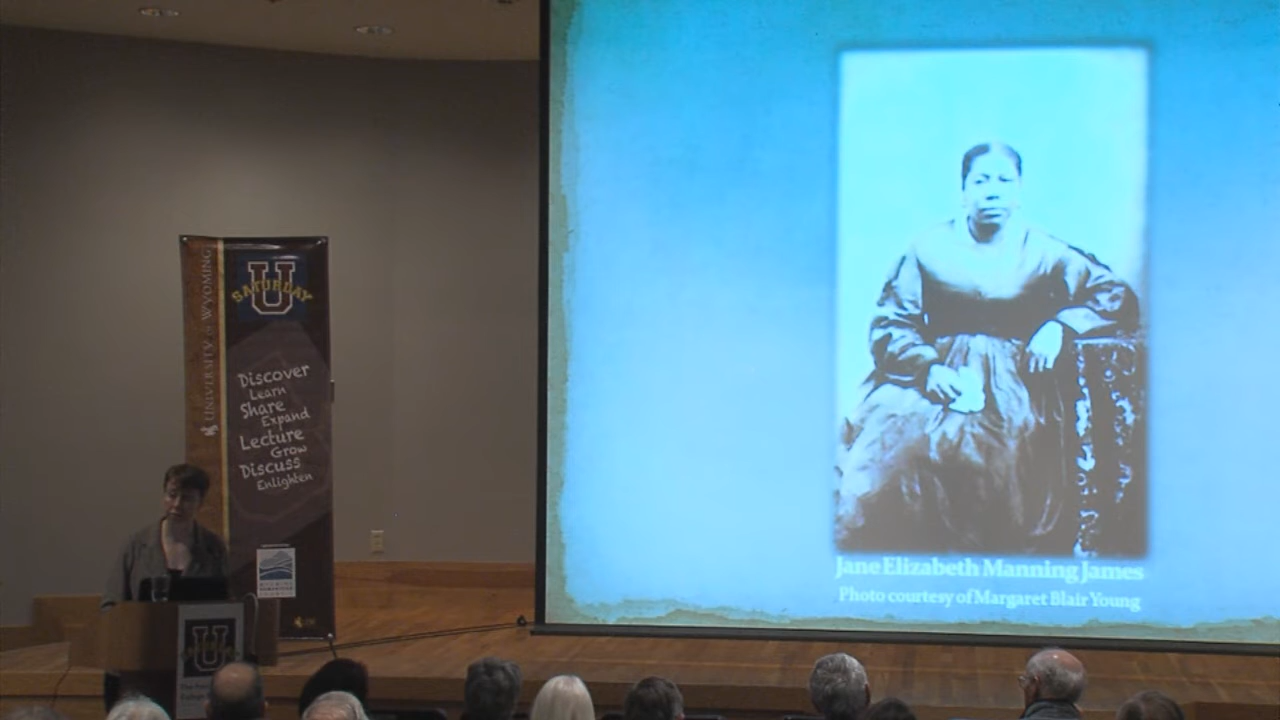 UNIVERSITY OF WYOMING
U
SATURDAY
Discover
Learn
Share
Expand
Lecture
Grow
Discuss
Enlighten
U
SATURDAY
Jane Elizabeth Manning James
Photo courtesy of Margaret Blair Young